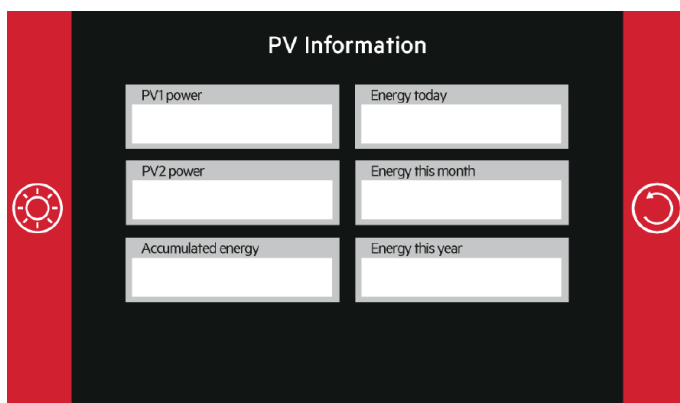 PV Information
PV1 power
Energy today
PV2 power
Energy this month
Accumulated energy
Energy this year